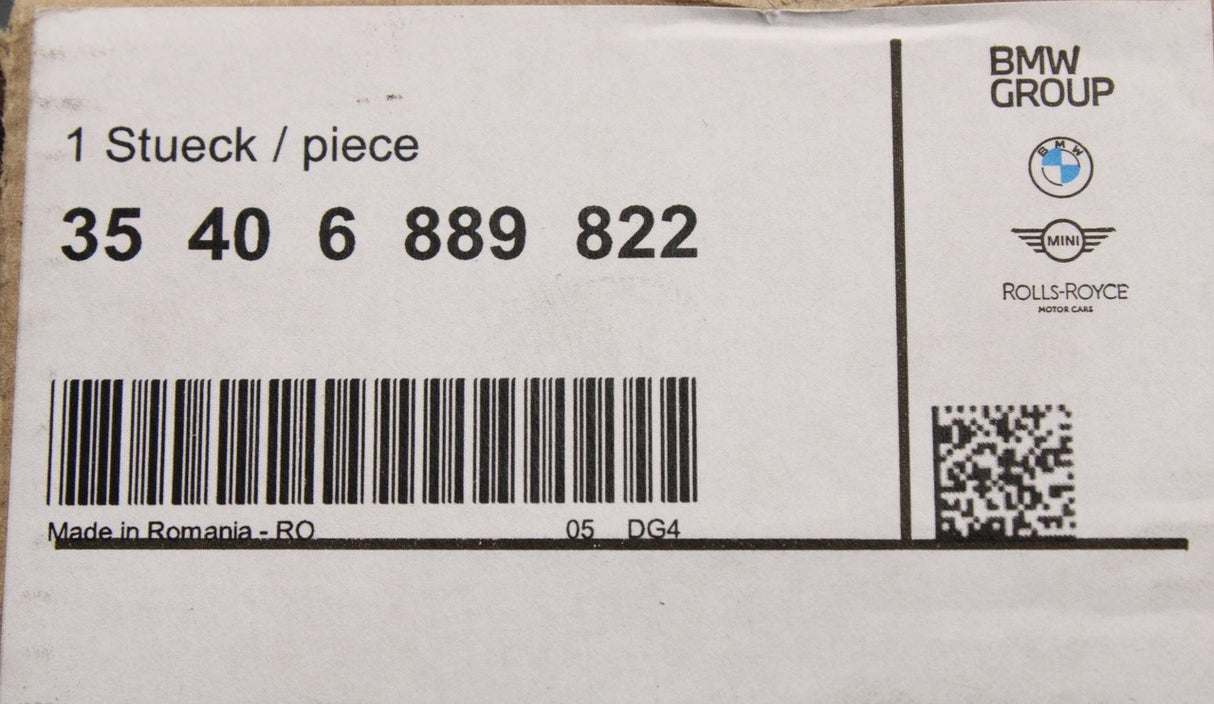 1 Stueck / piece
35 40 6 889 822
Made in Romania - RO 05 DG4
BMW
GROUP
BMW
MINI
ROLLS-ROYCE
MOTOR CARS